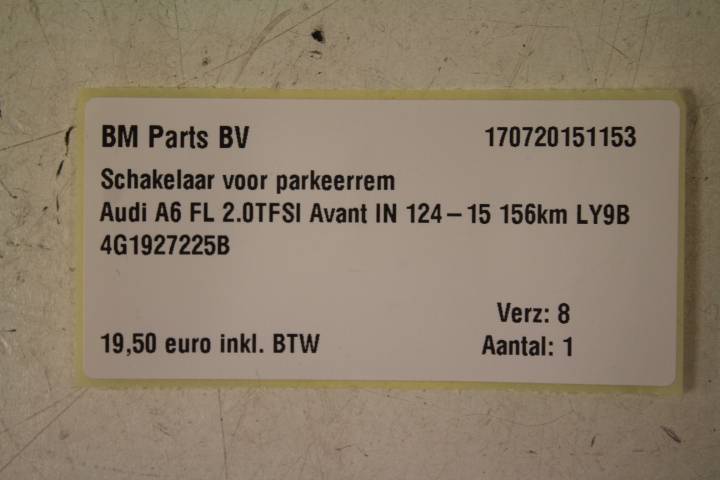 BM Parts BV 170720151153
Schakelaar voor parkeerrem
Audi A6 FL 2.0TFSI Avant IN 124-15 156km LY9B
4G1927225B
Verz: 8
19,50 euro inkl. BTW Aantal: 1